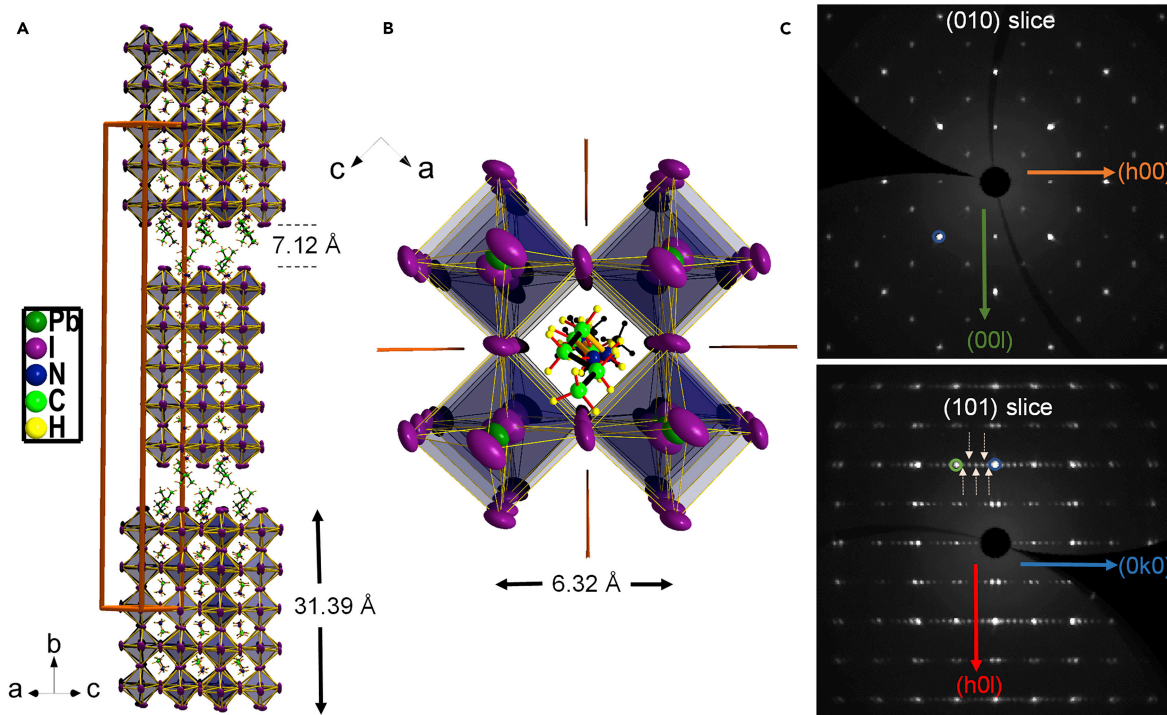 A
B
C
7.12 Å
Pb
I
N
C
H
31.39 Å
b
a
c
c
a
6.32 Å
(010) slice
(h00)
(00l)
(101) slice
(0k0)
(h0l)